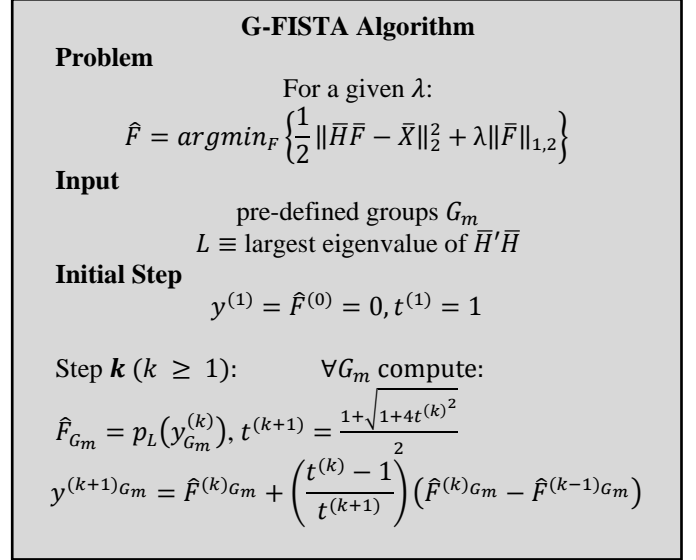 G-FISTA Algorithm
Problem
For a given λ:
F̂ = argmin_F {1/2 ‖H̄F̄ − X̄‖₂² + λ‖F̄‖₁,₂}
Input
pre-defined groups G_m
L ≡ largest eigenvalue of H̄′H̄
Initial Step
y^(1) = F̂^(0) = 0, t^(1) = 1
Step k (k ≥ 1): ∀G_m compute:
F̂_{G_m} = p_L(y_{G_m}^{(k)}), t^(k+1) = (1+√(1+4t^(k)²))/2
y^{(k+1)G_m} = F̂^{(k)G_m} + ((t^(k) − 1)/t^(k+1)) (F̂^{(k)G_m} − F̂^{(k−1)G_m})